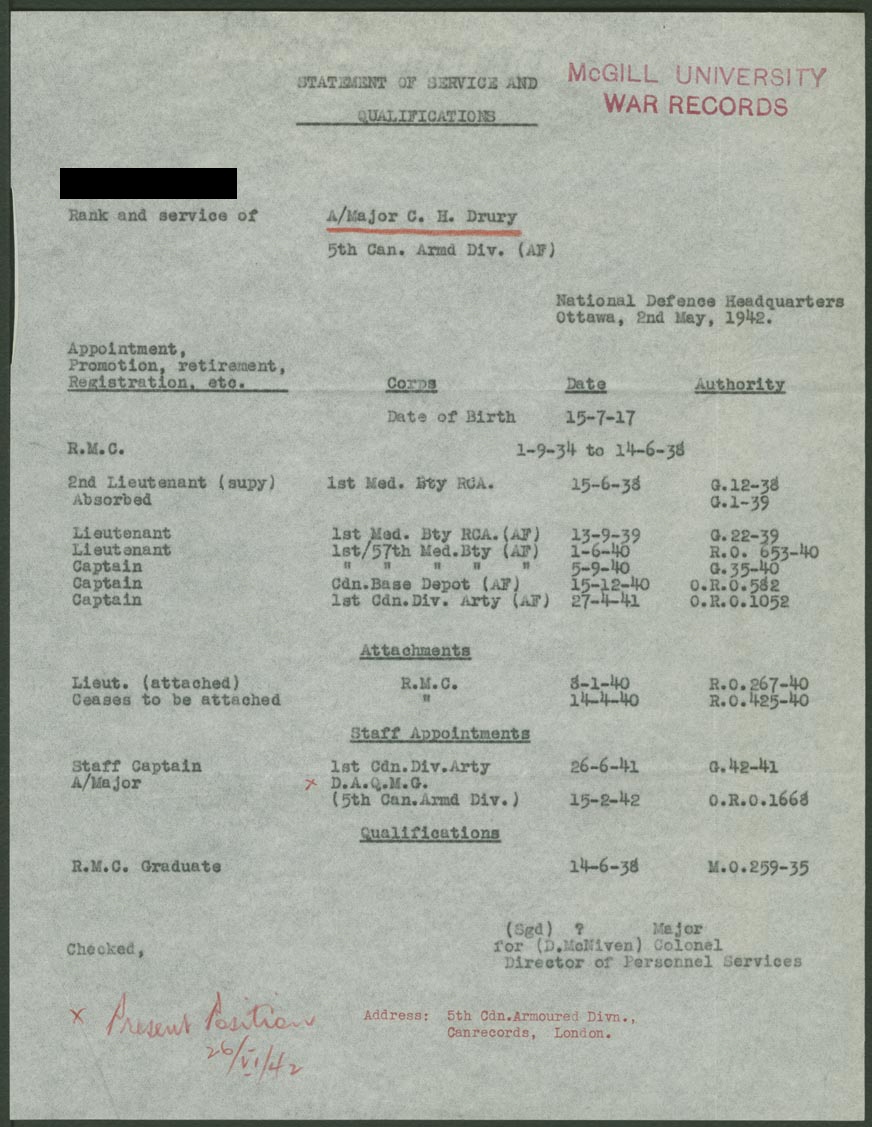 STATEMENT OF SERVICE AND
QUALIFICATIONS
McGILL UNIVERSITY
WAR RECORDS
Rank and service of A/Major C. H. Drury
5th Can. Armd Div. (AF)
National Defence Headquarters
Ottawa, 2nd May, 1942.
Appointment,
Promotion, retirement,
Registration, etc. Corps Date Authority
Date of Birth 15-7-17
R.M.C. 1-9-34 to 14-6-38
2nd Lieutenant (supy) 1st Med. Bty RCA. 15-6-38 G.12-38
Absorbed G.1-39
Lieutenant 1st Med. Bty RCA.(AF) 13-9-39 G.22-39
Lieutenant 1st/57th Med.Bty (AF) 1-6-40 R.O. 653-40
Captain " " " " " 5-9-40 G.35-40
Captain Cdn.Base Depot (AF) 15-12-40 O.R.O.582
Captain 1st Cdn.Div. Arty (AF) 27-4-41 O.R.O.1052
Attachments
Lieut. (attached) R.M.C. 8-1-40 R.O.267-40
Ceases to be attached " 14-4-40 R.O.425-40
Staff Appointments
Staff Captain 1st Cdn.Div.Arty 26-6-41 G.42-41
A/Major x D.A.Q.M.G.
(5th Can.Armd Div.) 15-2-42 O.R.O.1668
Qualifications
R.M.C. Graduate 14-6-38 M.O.259-35
(Sgd) ? Major
Checked, for (D.McNiven) Colonel
Director of Personnel Services
x Present Position
26/VI/42
Address: 5th Cdn.Armoured Divn.,
Canrecords, London.